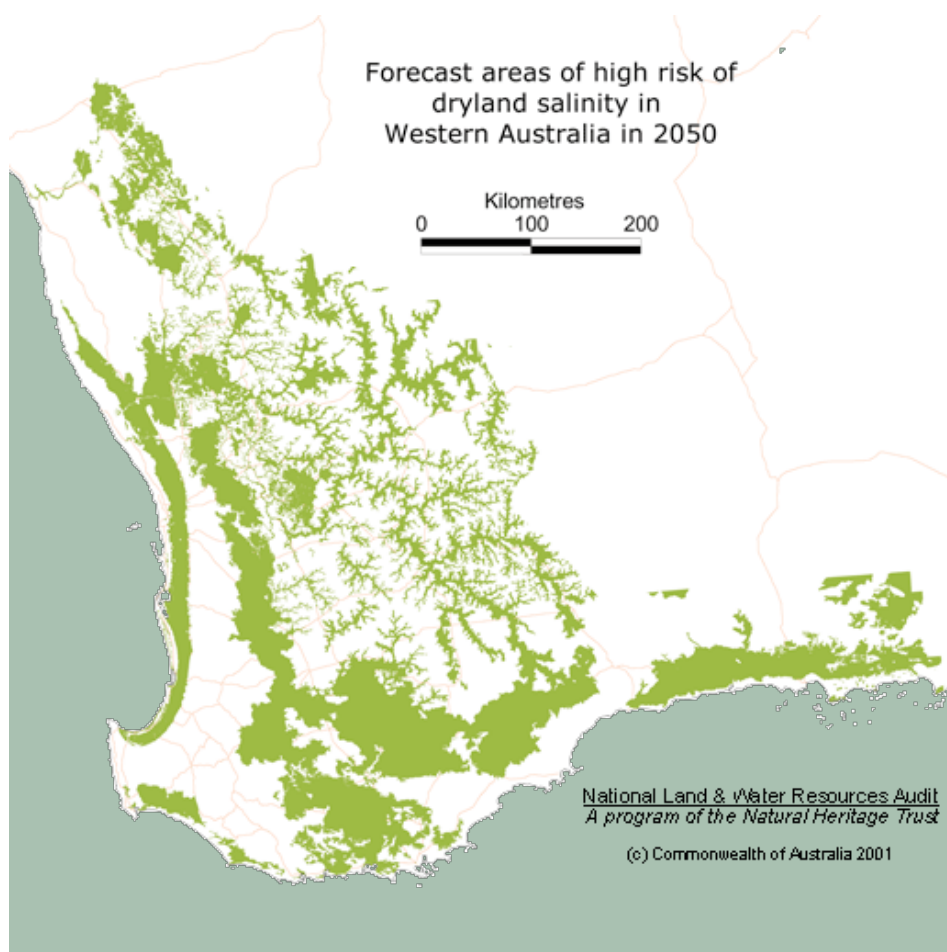 Forecast areas of high risk of
dryland salinity in
Western Australia in 2050
Kilometres
0 100 200
National Land & Water Resources Audit
A program of the Natural Heritage Trust
(c) Commonwealth of Australia 2001